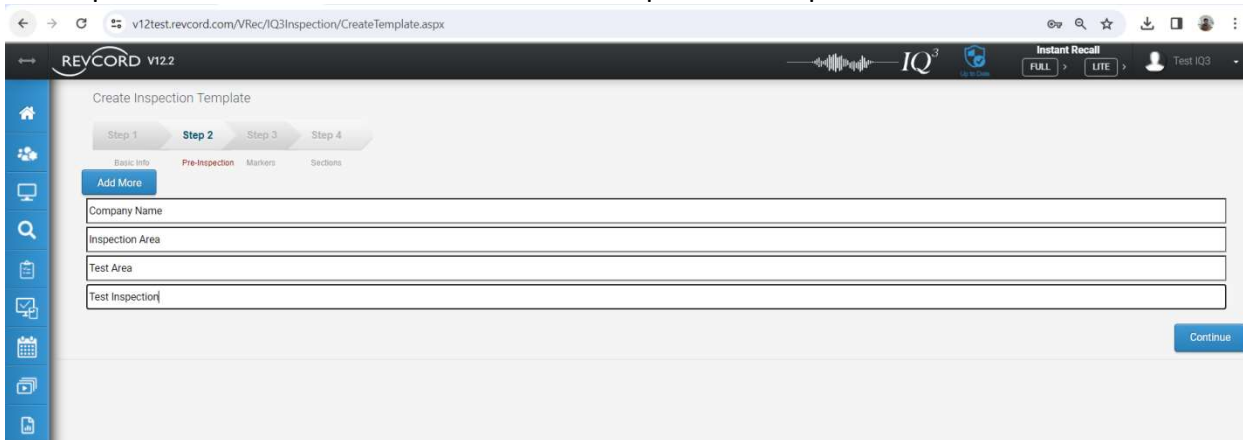 v12test.revcord.com/VRec/IQ3Inspection/CreateTemplate.aspx
REVCORD V12.2
IQ3
Up to Date
Instant Recall
FULL > LITE >
Test IQ3
Create Inspection Template
Step 1 Step 2 Step 3 Step 4
Basic Info Pre-Inspection Markers Sections
Add More
Company Name
Inspection Area
Test Area
Test Inspection
Continue